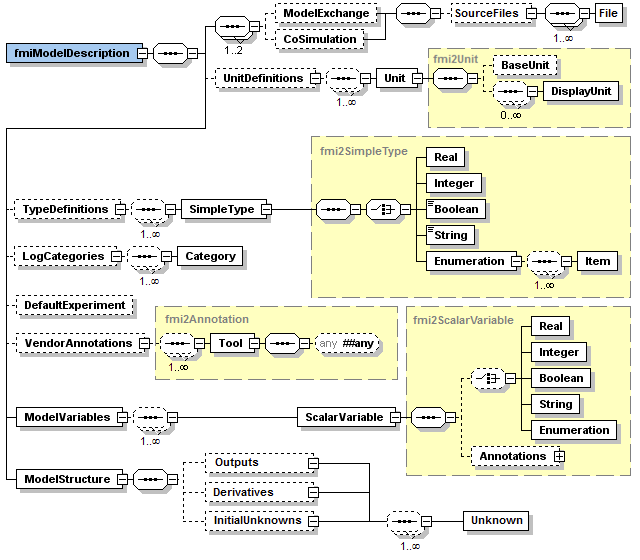 ModelExchange
SourceFiles
File
CoSimulation
1..2
1..∞
fmiModelDescription
fmi2Unit
UnitDefinitions
Unit
BaseUnit
1..∞
DisplayUnit
0..∞
fmi2SimpleType
Real
Integer
TypeDefinitions
SimpleType
Boolean
1..∞
String
LogCategories
Category
Enumeration
Item
1..∞
1..∞
DefaultExperiment
fmi2Annotation
fmi2ScalarVariable
VendorAnnotations
Tool
any ##any
1..∞
Real
Integer
Boolean
String
ModelVariables
ScalarVariable
Enumeration
1..∞
Annotations
Outputs
ModelStructure
Derivatives
InitialUnknowns
Unknown
1..∞